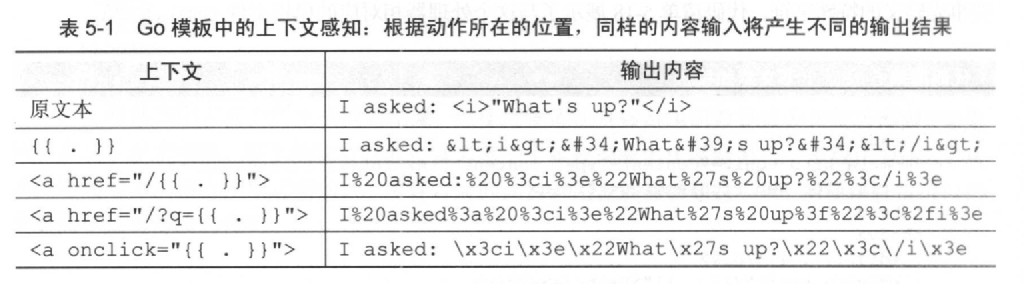 表 5-1 Go 模板中的上下文感知：根据动作所在的位置，同样的内容输入将产生不同的输出结果
上下文 输出内容
原文本 I asked: <i>"What's up?"</i>
{{ . }} I asked: &lt;i&gt;&#34;What&#39;s up?&#34;&lt;/i&gt;
<a href="/{{ . }}"> I%20asked:%20%3ci%3e%22What%27s%20up?%22%3c/i%3e
<a href="/?q={{ . }}"> I%20asked%3a%20%3ci%3e%22What%27s%20up%3f%22%3c%2fi%3e
<a onclick="{{ . }}"> I asked: \x3ci\x3e\x22What\x27s up?\x22\x3c\/i\x3e